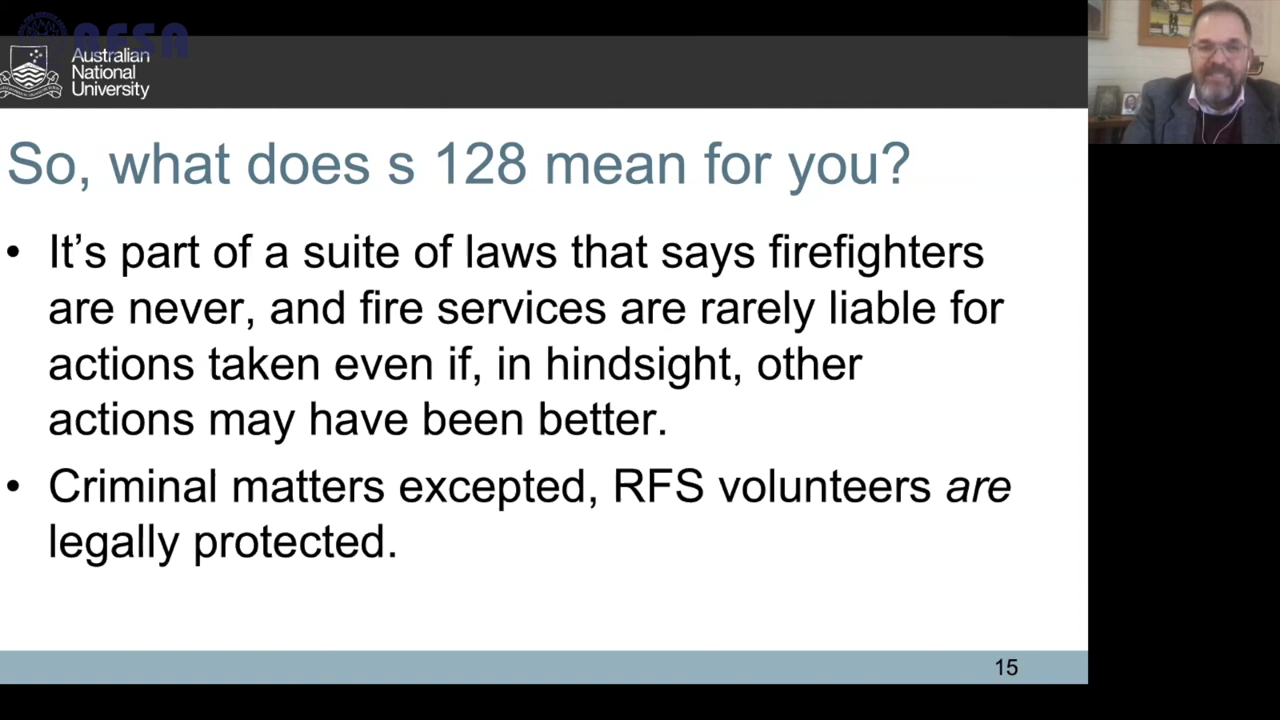 AFSA
Australian
National
University
So, what does s 128 mean for you?
• It’s part of a suite of laws that says firefighters
are never, and fire services are rarely liable for
actions taken even if, in hindsight, other
actions may have been better.
• Criminal matters excepted, RFS volunteers are
legally protected.
15